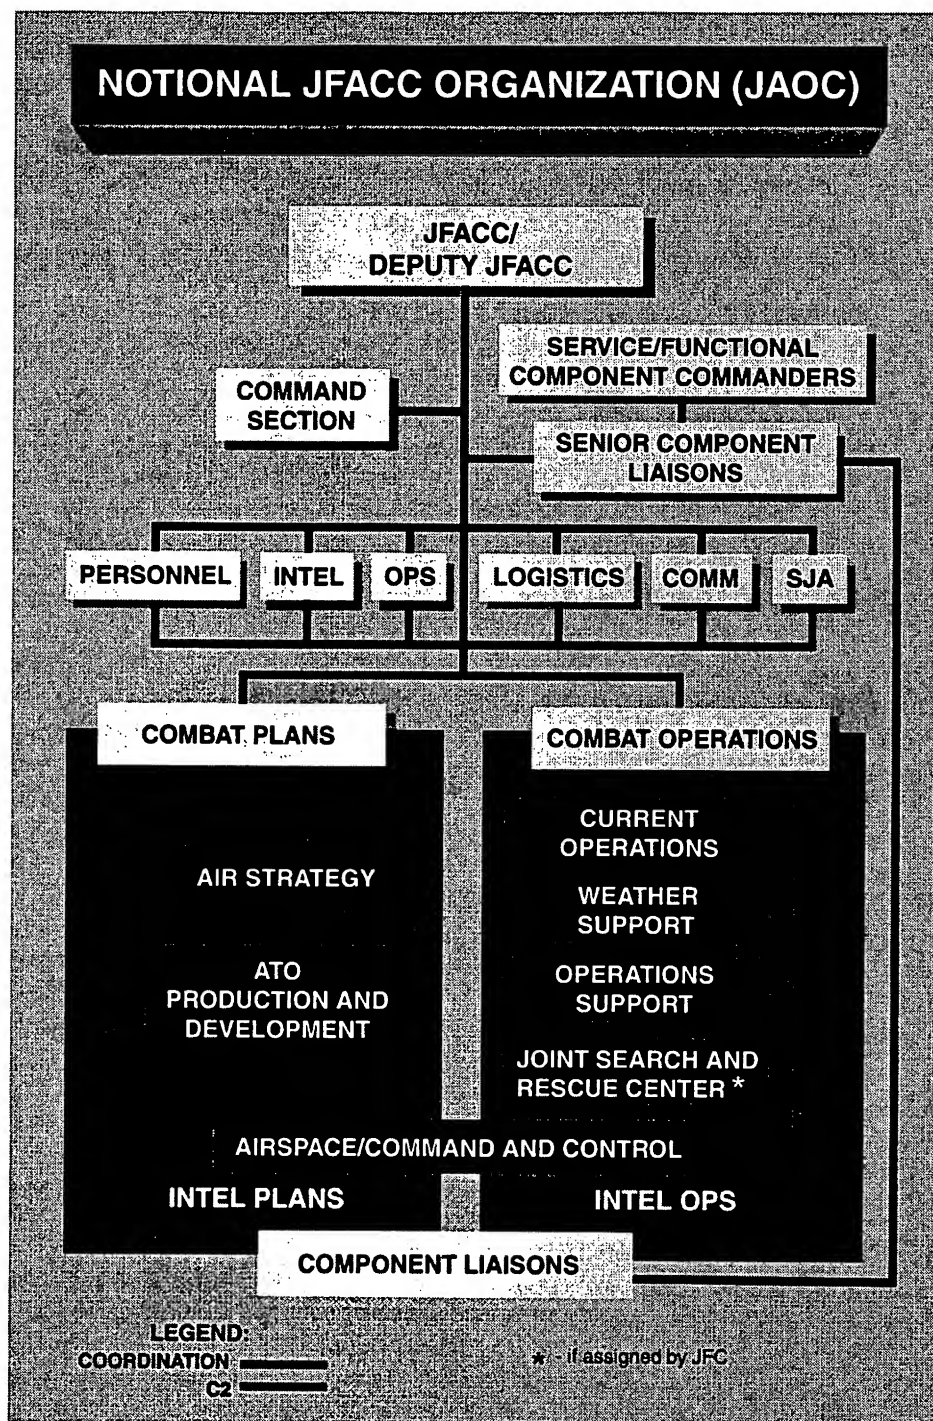 NOTIONAL JFACC ORGANIZATION (JAOC)
JFACC/
DEPUTY JFACC
SERVICE/FUNCTIONAL
COMPONENT COMMANDERS
COMMAND
SECTION
SENIOR COMPONENT
LIAISONS
PERSONNEL
INTEL
OPS
LOGISTICS
COMM
SJA
COMBAT PLANS
COMBAT OPERATIONS
AIR STRATEGY
ATO
PRODUCTION AND
DEVELOPMENT
CURRENT
OPERATIONS
WEATHER
SUPPORT
OPERATIONS
SUPPORT
JOINT SEARCH AND
RESCUE CENTER *
AIRSPACE/COMMAND AND CONTROL
INTEL PLANS
INTEL OPS
COMPONENT LIAISONS
LEGEND:
COORDINATION
C2
* - if assigned by JFC